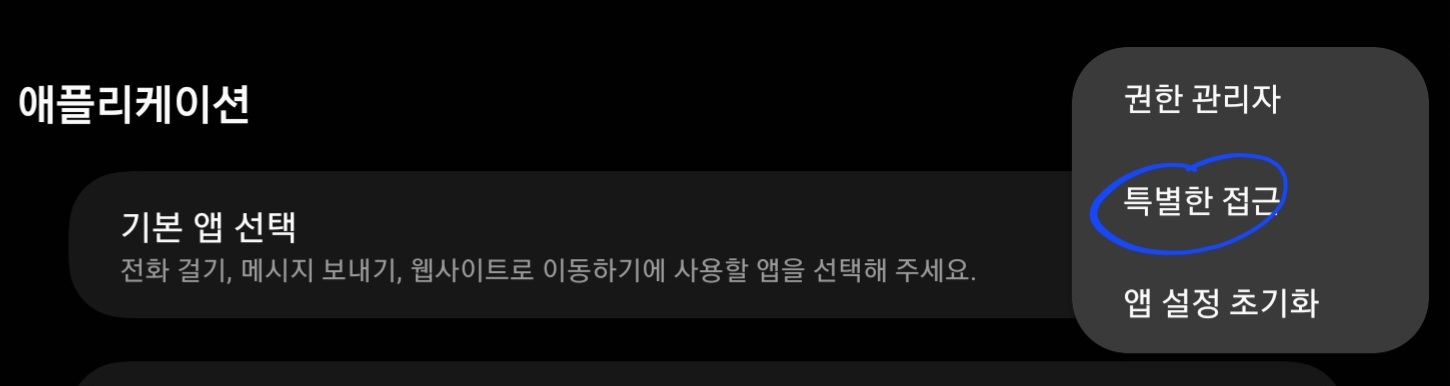 애플리케이션
기본 앱 선택
전화 걸기, 메시지 보내기, 웹사이트로 이동하기에 사용할 앱을 선택해 주세요.
권한 관리자
특별한 접근
앱 설정 초기화